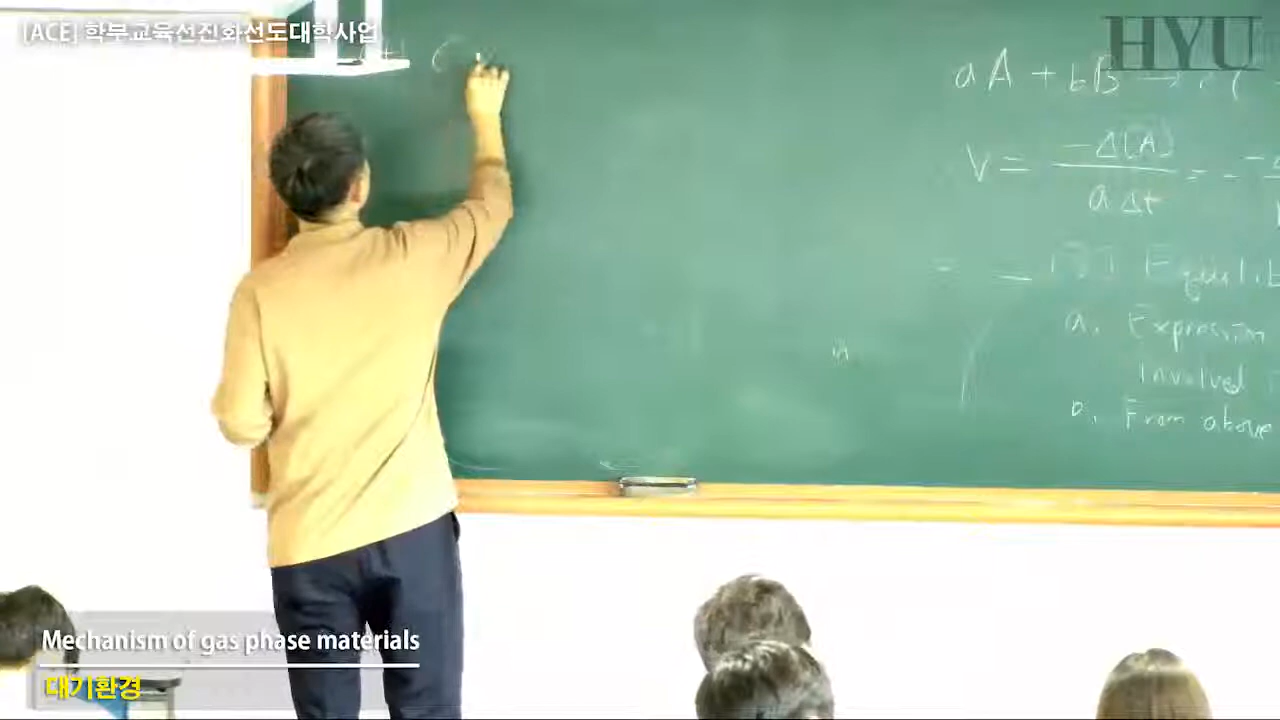 [ACE] 학부교육선진화선도대학사업
HYU
aA + bB → c C
V = -Δ[A] / aΔt = -
Equilib
a. Expression
Involved
From above
Mechanism of gas phase materials
대기환경